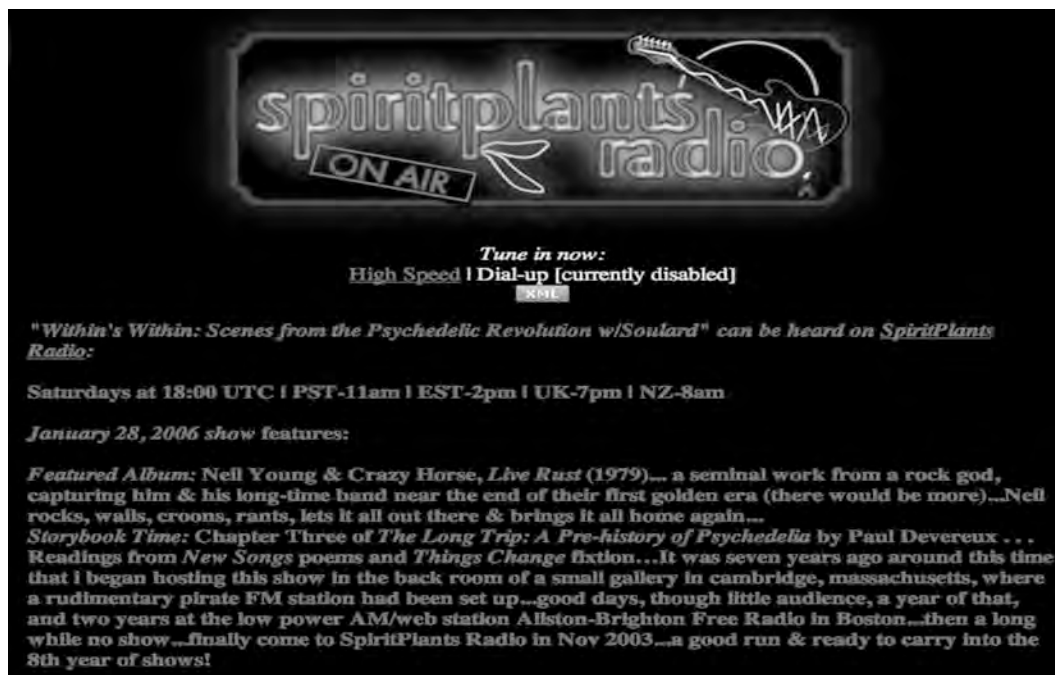 spiritplants
radio
ON AIR
Tune in now:
High Speed | Dial-up [currently disabled]
XML
"Within's Within: Scenes from the Psychedelic Revolution w/Soulard" can be heard on SpiritPlants
Radio:
Saturdays at 18:00 UTC | PST-11am | EST-2pm | UK-7pm | NZ-8am
January 28, 2006 show features:
Featured Album: Neil Young & Crazy Horse, Live Rust (1979)... a seminal work from a rock god,
capturing him & his long-time band near the end of their first golden era (there would be more)...Neil
rocks, wails, croons, rants, lets it all out there & brings it all home again...
Storybook Time: Chapter Three of The Long Trip: A Pre-history of Psychedelia by Paul Devereux . . .
Readings from New Songs poems and Things Change fixtion...It was seven years ago around this time
that i began hosting this show in the back room of a small gallery in cambridge, massachusetts, where
a rudimentary pirate FM station had been set up...good days, though little audience, a year of that,
and two years at the low power AM/web station Allston-Brighton Free Radio in Boston...then a long
while no show...finally come to SpiritPlants Radio in Nov 2003...a good run & ready to carry into the
8th year of shows!